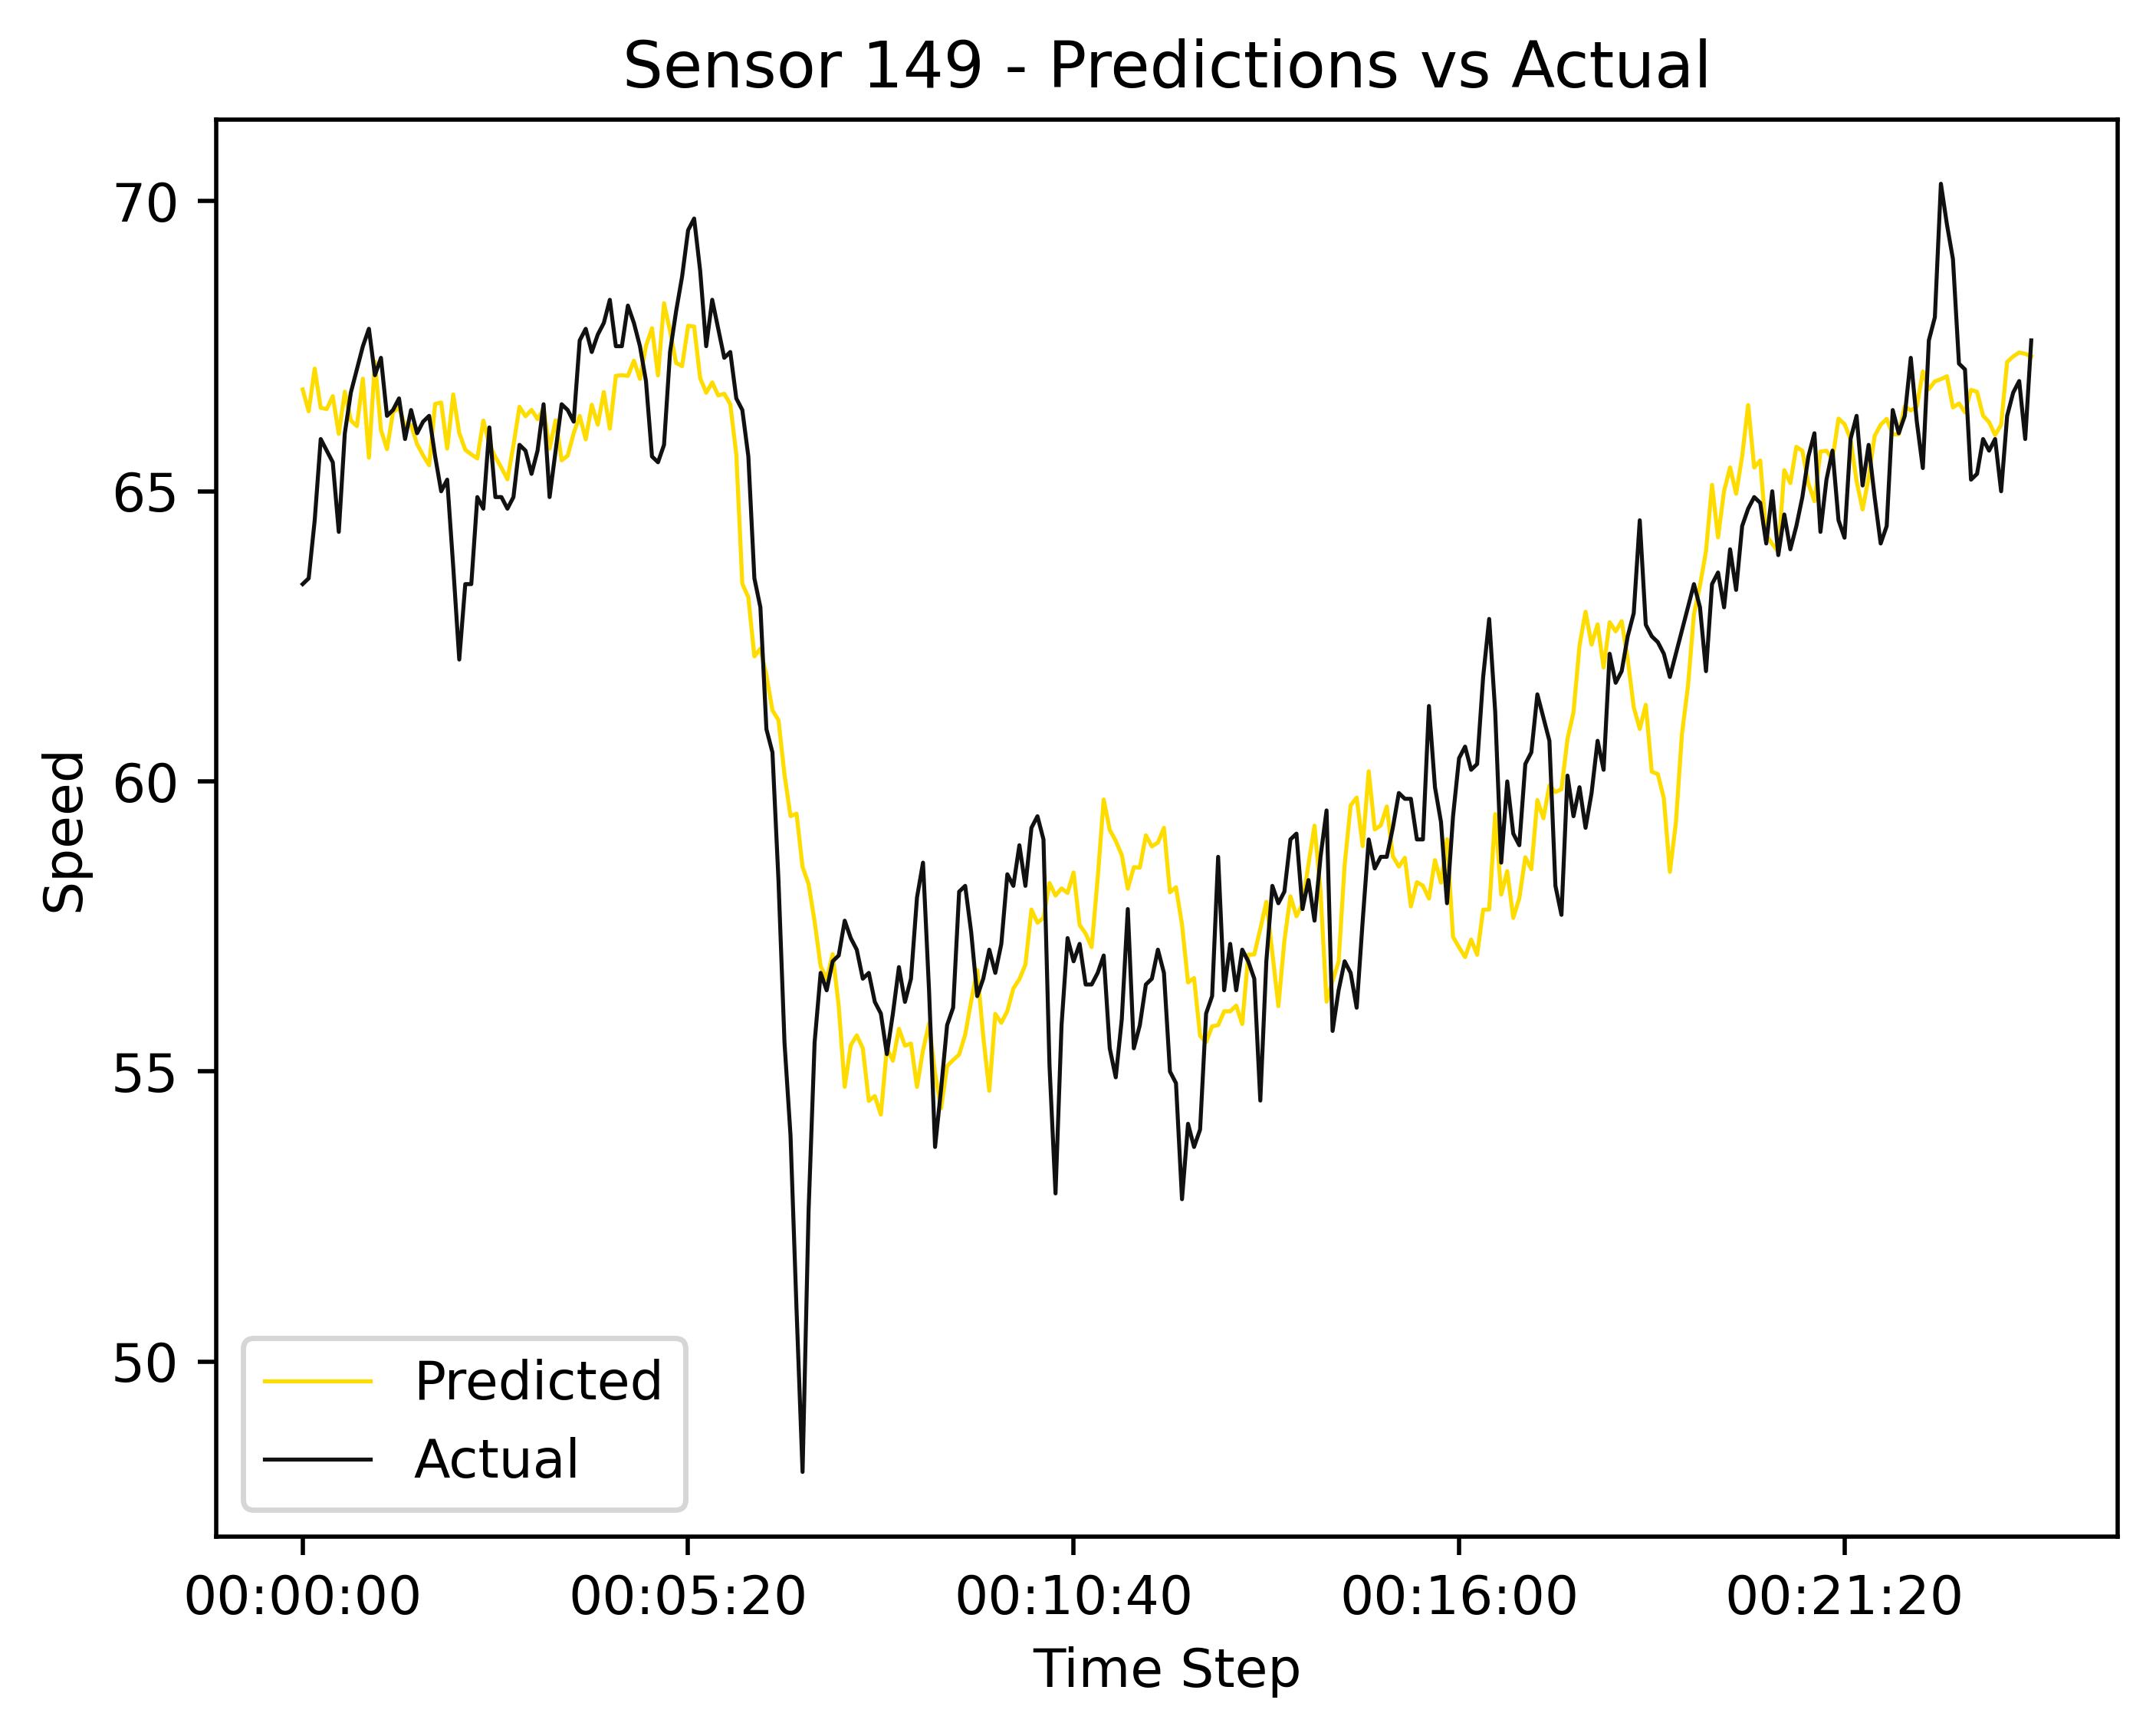 Sensor 149 - Predictions vs Actual
70
65
60
55
50
Speed
Predicted
Actual
00:00:00 00:05:20 00:10:40 00:16:00 00:21:20
Time Step